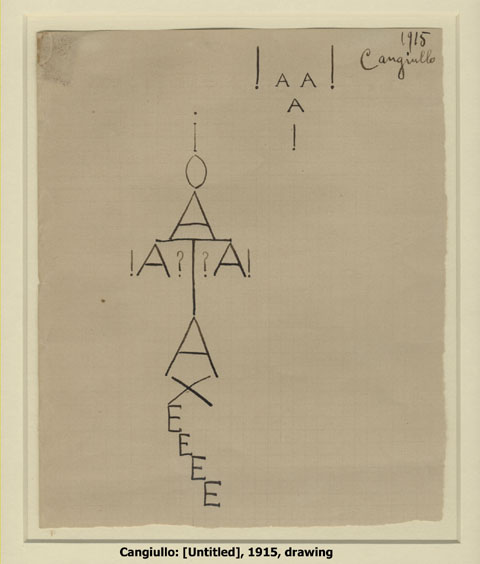 1915
Cangiullo
! A A !
A
!
¡
O
A
T
! A ? ? A !
A
X
E
E
E
E
Cangiullo: [Untitled], 1915, drawing